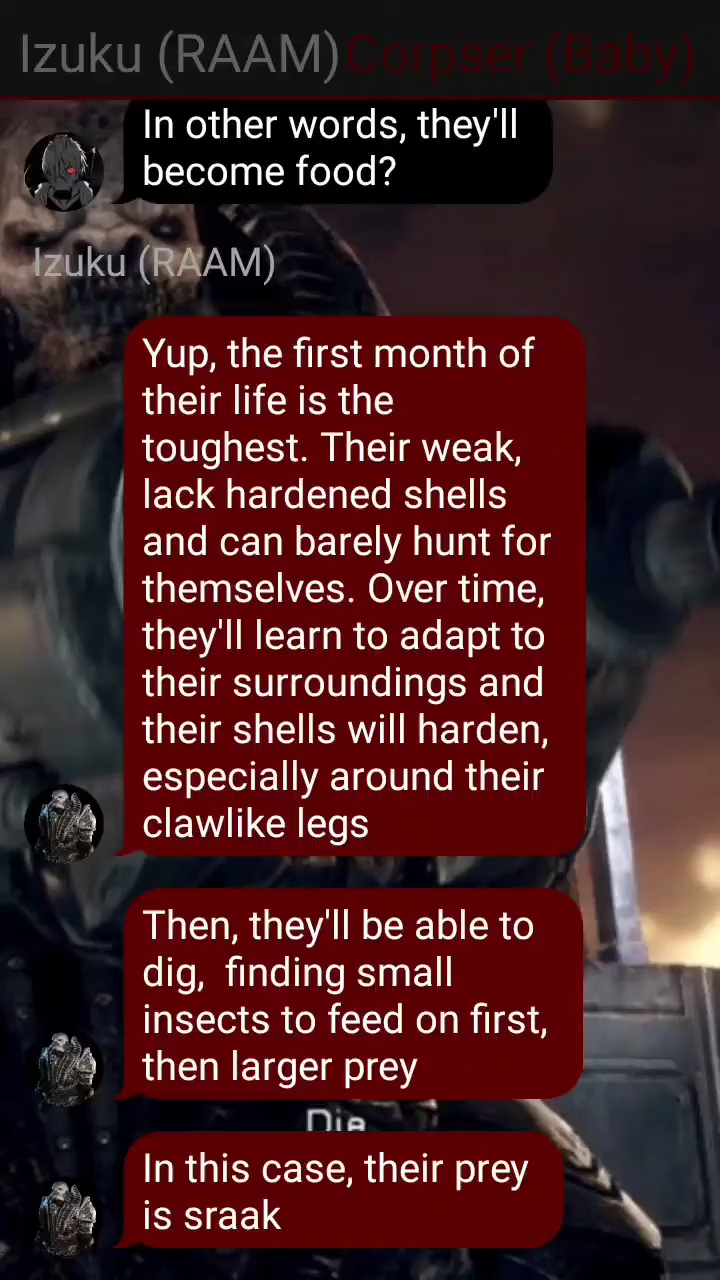 Izuku (RAAM) Corpser (Baby)
In other words, they'll
become food?
Izuku (RAAM)
Yup, the first month of
their life is the
toughest. Their weak,
lack hardened shells
and can barely hunt for
themselves. Over time,
they'll learn to adapt to
their surroundings and
their shells will harden,
especially around their
clawlike legs
Then, they'll be able to
dig,  finding small
insects to feed on first,
then larger prey
Die
In this case, their prey
is sraak